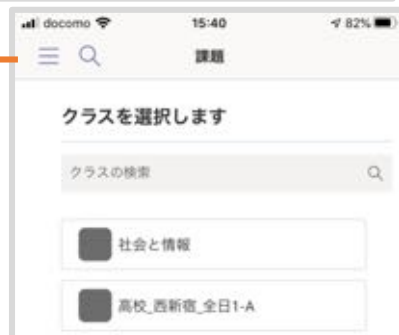 docomo 15:40 82%
課題
クラスを選択します
クラスの検索
社会と情報
高校_西新宿_全日1-A